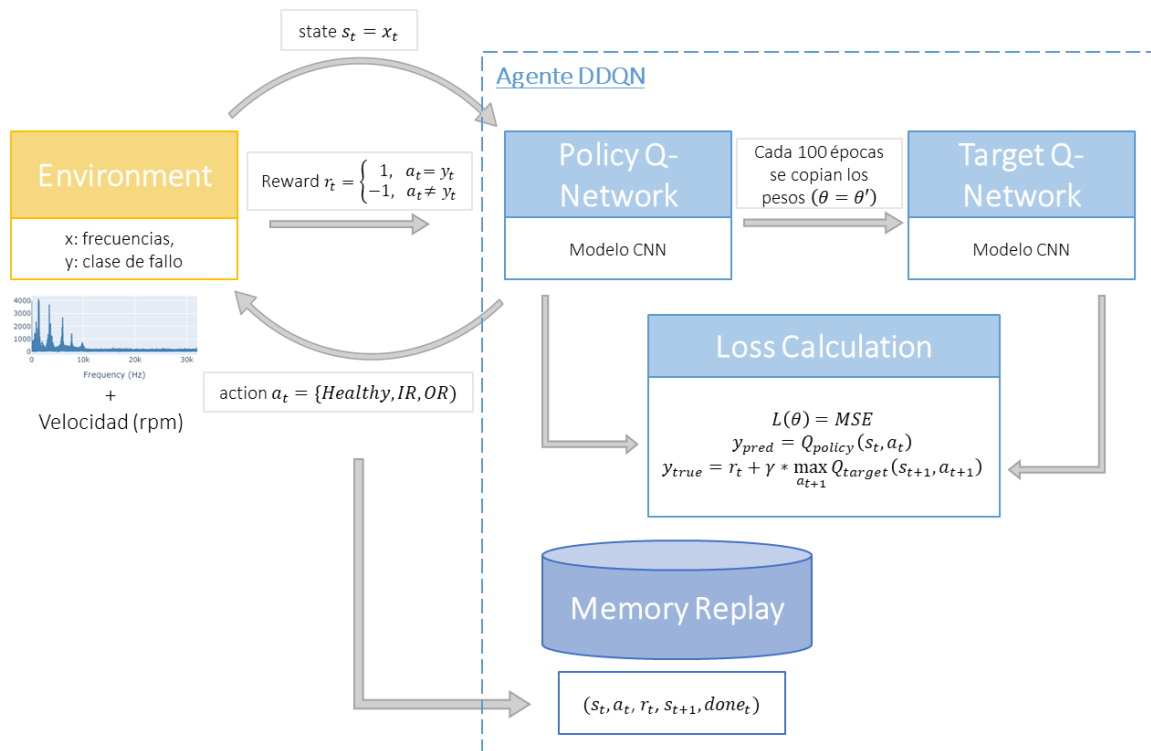 state s_t = x_t
Agente DDQN
Environment
x: frecuencias,
y: clase de fallo
Reward r_t = { 1, a_t = y_t
-1, a_t ≠ y_t
Policy Q-
Network
Modelo CNN
Cada 100 épocas
se copian los
pesos (θ = θ')
Target Q-
Network
Modelo CNN
4000
3000
2000
1000
0
0
10k
20k
30k
Frequency (Hz)
+
Velocidad (rpm)
action a_t = {Healthy, IR, OR)
Loss Calculation
L(θ) = MSE
y_pred = Q_policy(s_t, a_t)
y_true = r_t + γ * max_{a_{t+1}} Q_target(s_{t+1}, a_{t+1})
Memory Replay
(s_t, a_t, r_t, s_{t+1}, done_t)